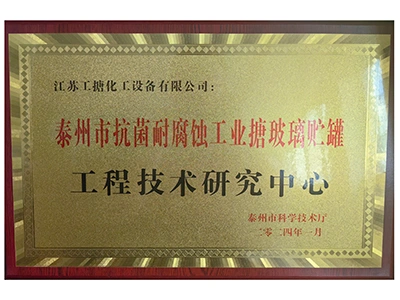 江苏工搪化工设备有限公司：
泰州市抗菌耐腐蚀工业搪玻璃贮罐
工程技术研究中心
泰州市科学技术厅
二〇二四年一月